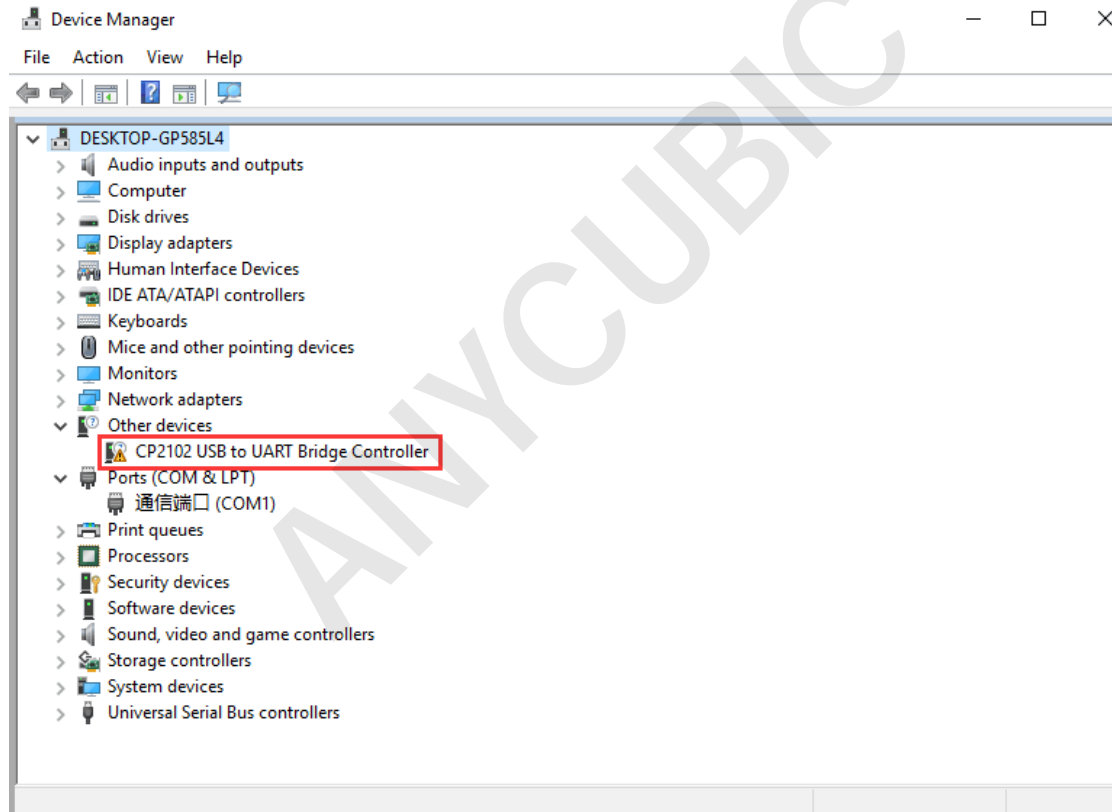 Device Manager
File Action View Help
DESKTOP-GP585L4
Audio inputs and outputs
Computer
Disk drives
Display adapters
Human Interface Devices
IDE ATA/ATAPI controllers
Keyboards
Mice and other pointing devices
Monitors
Network adapters
Other devices
CP2102 USB to UART Bridge Controller
Ports (COM & LPT)
通信端口 (COM1)
Print queues
Processors
Security devices
Software devices
Sound, video and game controllers
Storage controllers
System devices
Universal Serial Bus controllers
ANYCUBIC